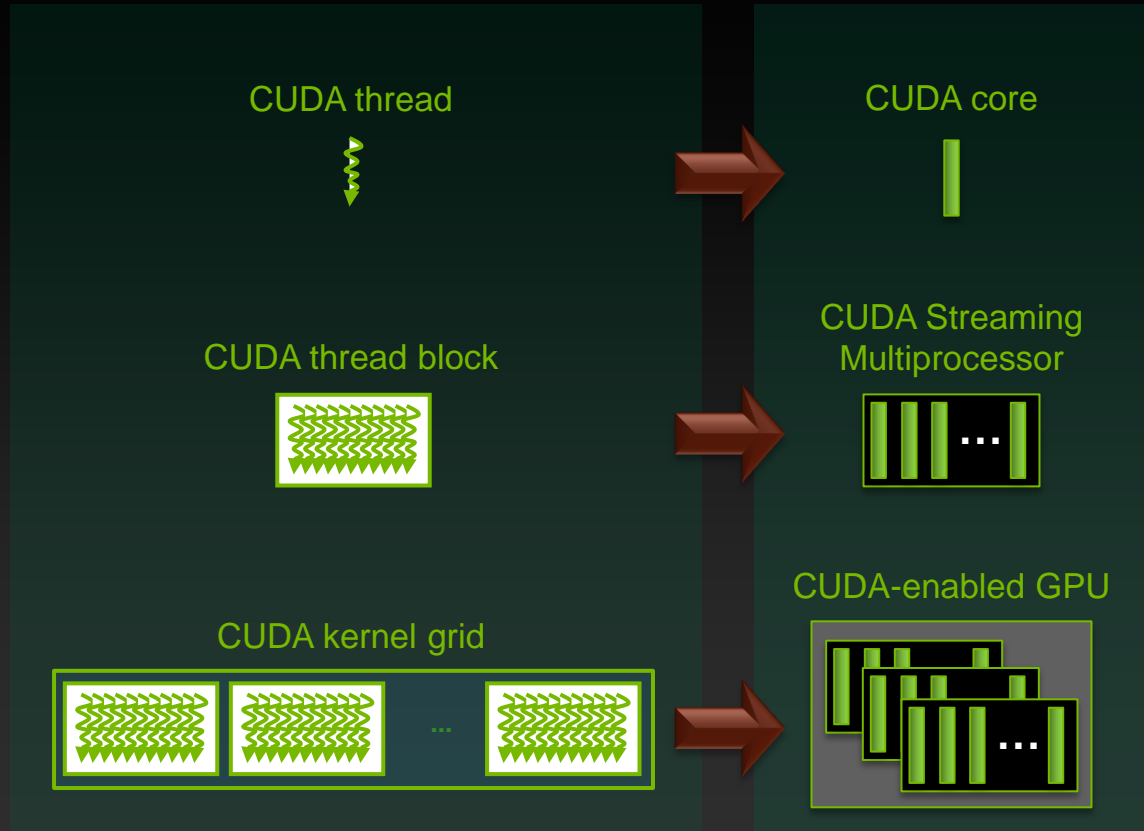 CUDA thread
CUDA core
CUDA thread block
CUDA Streaming
Multiprocessor
...
CUDA kernel grid
CUDA-enabled GPU
...
...